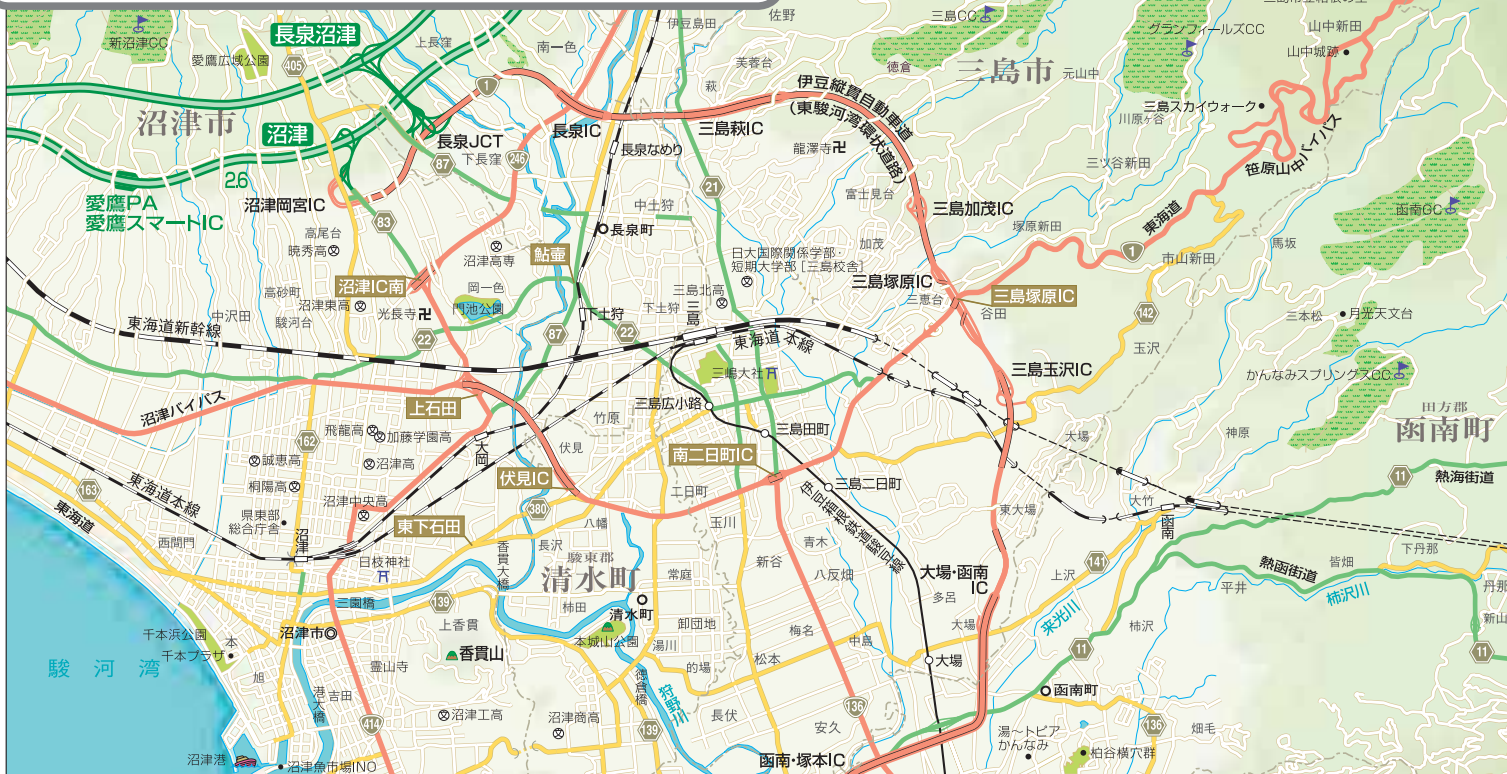 伊豆島田
佐野
三島CC
山中新田
新沼津CC
長泉沼津
上長窪
南一色
グランフィールズCC
山中城跡
愛鷹広域公園
405
芙蓉台
徳倉
三島市
元山中
1
萩
伊豆縦貫自動車道
(東駿河湾環状道路)
三島スカイウォーク
川原ヶ谷
沼津市
沼津
長泉JCT
長泉IC
三島萩IC
長泉なめり
龍澤寺
三ツ谷新田
笹原山中バイパス
下長窪
246
87
2.6
21
富士見台
愛鷹PA
愛鷹スマートIC
沼津岡宮IC
中土狩
三島加茂IC
東海道
函南GC
83
長泉町
塚原新田
1
馬坂
高尾台
暁秀高
沼津高専
鮎壷
日大国際関係学部・
短期大学部［三島校舎］
加茂
市山新田
沼津IC南
岡一色
三島塚原IC
三島塚原IC
高砂町
沼津東高
門池公園
三島北高
三恵台
谷田
142
三本松
月光天文台
中沢田
駿河台
光長寺
下土狩
下土狩
三島
東海道新幹線
22
87
22
東海道本線
玉沢
三嶋大社
三島玉沢IC
かんなみスプリングスCC
沼津バイパス
上石田
三島広小路
田方郡
函南町
竹原
飛龍高
加藤学園高
162
大岡
伏見
三島田町
大場
神原
誠恵高
沼津高
南二日町IC
11
熱海街道
桐陽高
伏見IC
三島二日町
163
東海道本線
沼津中央高
二日町
大竹
東海道
県東部
総合庁舎
東下石田
380
八幡
玉川
伊豆箱根鉄道駿豆線
東大場
函南
西間門
沼津
香貫大橋
長沢
駿東郡
清水町
新谷
青木
下丹那
日枝神社
常庭
八反畑
大場・函南
IC
141
上沢
熱函街道
皆畑
三園橋
139
柿田
清水町
多呂
平井
柿沢川
丹那
千本浜公園
本
沼津市
上香貫
本城山公園
卸団地
梅名
大場
来光川
柿沢
新山
千本プラザ
香貫山
湯川
中島
11
11
駿河湾
旭
霊山寺
的場
松本
大場
港大橋
吉田
徳倉橋
狩野川
函南町
414
沼津工高
沼津商高
長伏
136
安久
136
畑毛
139
湯〜トピア
かんなみ
柏谷横穴群
沼津港
沼津魚市場INO
函南・塚本IC